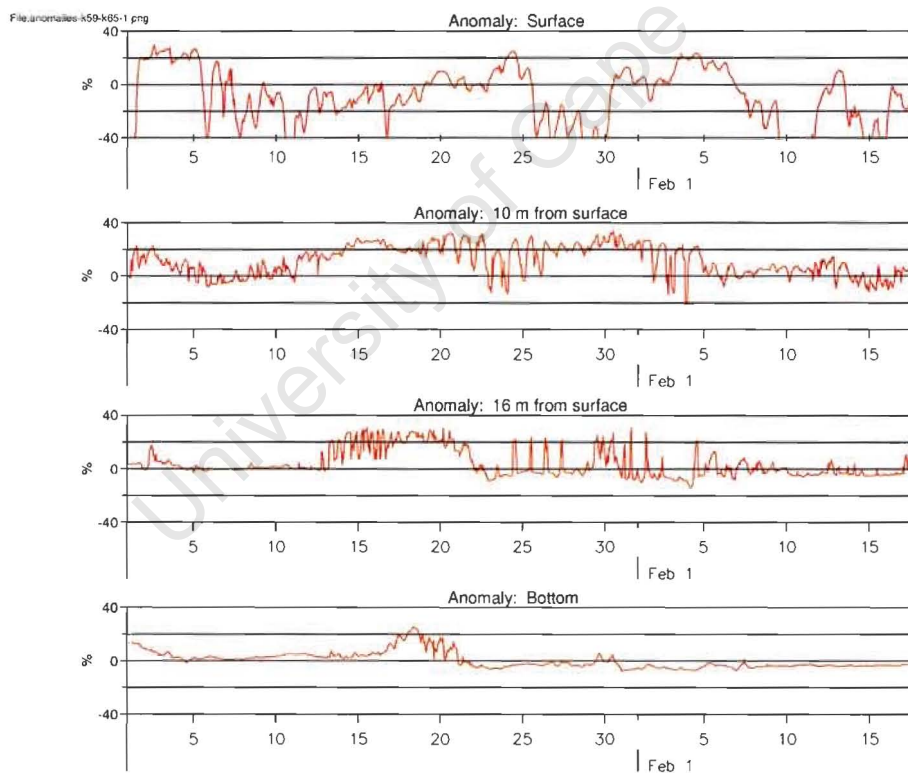 File:anomalies-k59-k65-1.png
Anomaly: Surface
40
0
-40
%
5 10 15 20 25 30 5 10 15
Feb 1
Anomaly: 10 m from surface
40
0
-40
%
5 10 15 20 25 30 5 10 15
Feb 1
Anomaly: 16 m from surface
40
0
-40
%
5 10 15 20 25 30 5 10 15
Feb 1
Anomaly: Bottom
40
0
-40
%
5 10 15 20 25 30 5 10 15
Feb 1
University of Cape